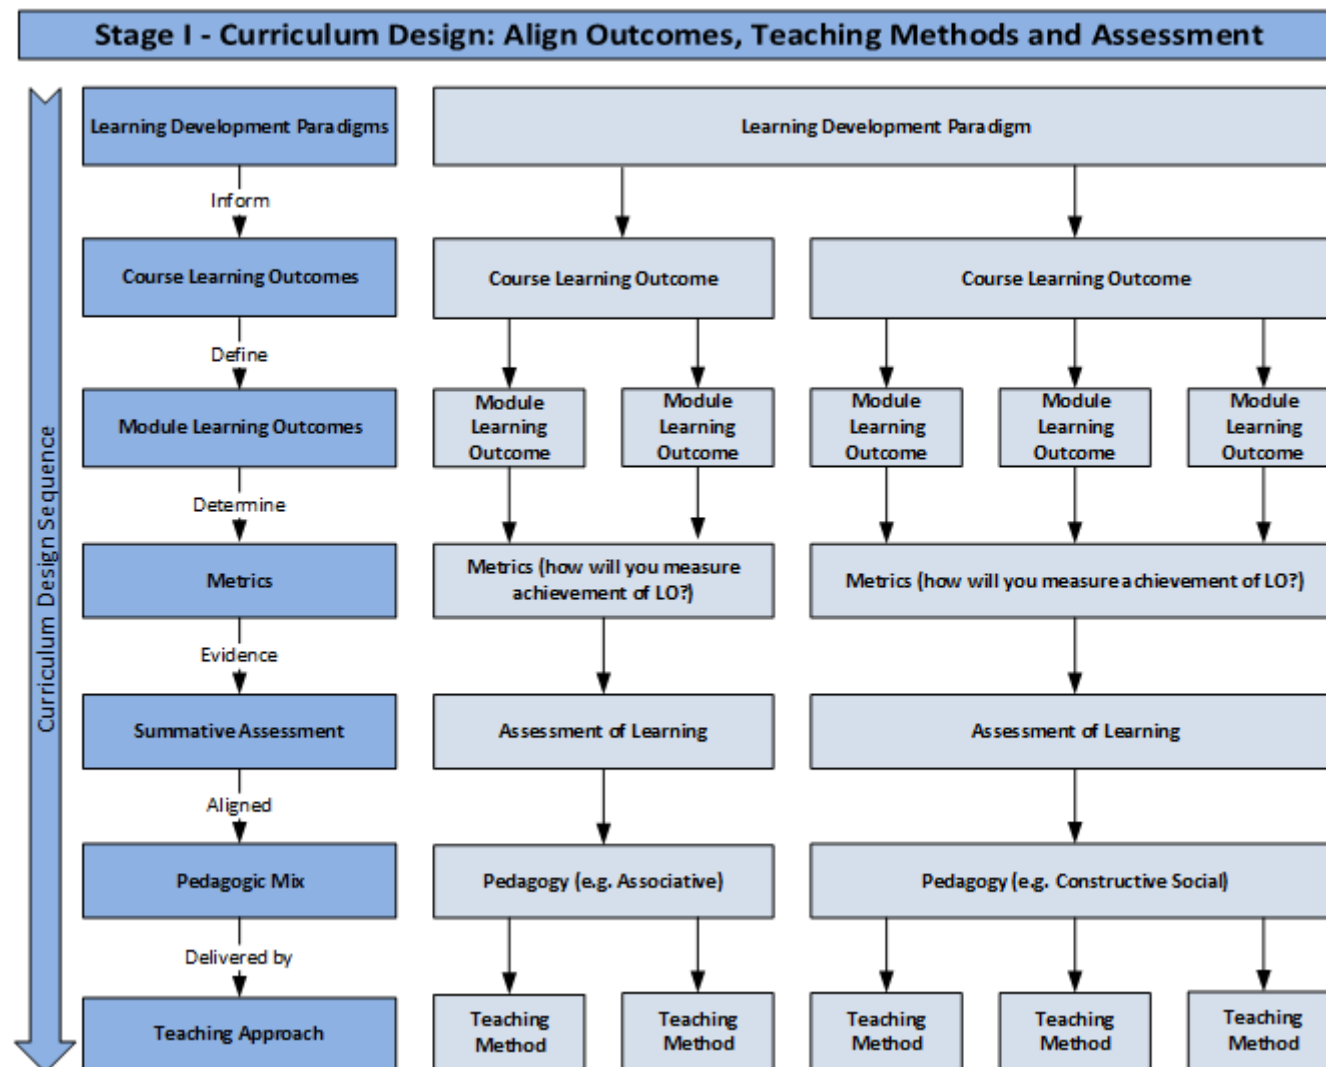 Stage I - Curriculum Design: Align Outcomes, Teaching Methods and Assessment
Curriculum Design Sequence
Learning Development Paradigms
Learning Development Paradigm
Inform
Course Learning Outcomes
Course Learning Outcome
Course Learning Outcome
Define
Module Learning Outcomes
Module
Learning
Outcome
Module
Learning
Outcome
Module
Learning
Outcome
Module
Learning
Outcome
Module
Learning
Outcome
Determine
Metrics
Metrics (how will you measure
achievement of LO?)
Metrics (how will you measure achievement of LO?)
Evidence
Summative Assessment
Assessment of Learning
Assessment of Learning
Aligned
Pedagogic Mix
Pedagogy (e.g. Associative)
Pedagogy (e.g. Constructive Social)
Delivered by
Teaching Approach
Teaching
Method
Teaching
Method
Teaching
Method
Teaching
Method
Teaching
Method